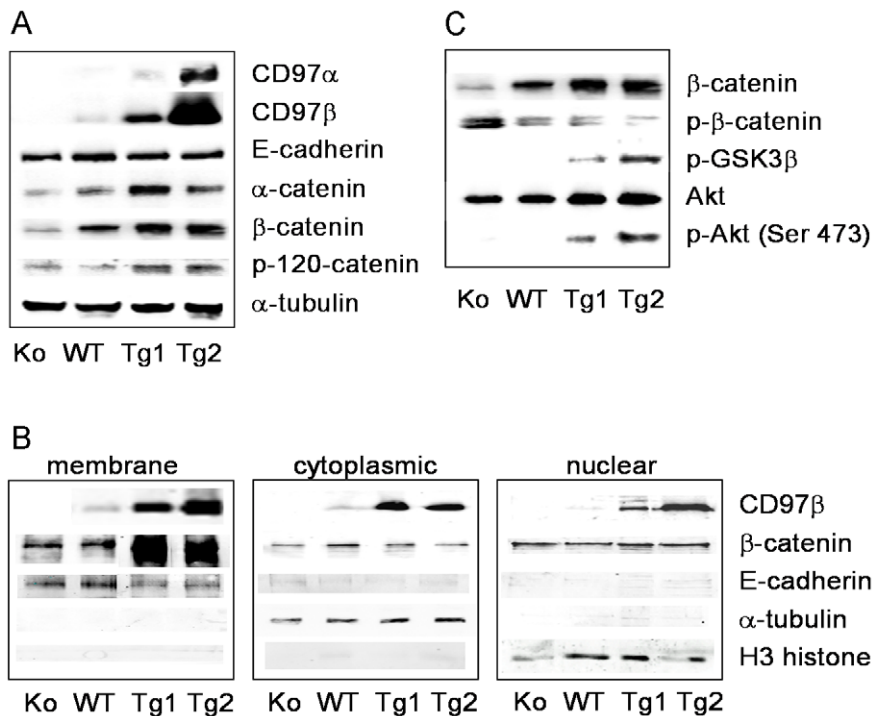 A
CD97α
CD97β
E-cadherin
α-catenin
β-catenin
p-120-catenin
α-tubulin
Ko WT Tg1 Tg2
C
β-catenin
p-β-catenin
p-GSK3β
Akt
p-Akt (Ser 473)
Ko WT Tg1 Tg2
B
membrane cytoplasmic nuclear
CD97β
β-catenin
E-cadherin
α-tubulin
H3 histone
Ko WT Tg1 Tg2 Ko WT Tg1 Tg2 Ko WT Tg1 Tg2